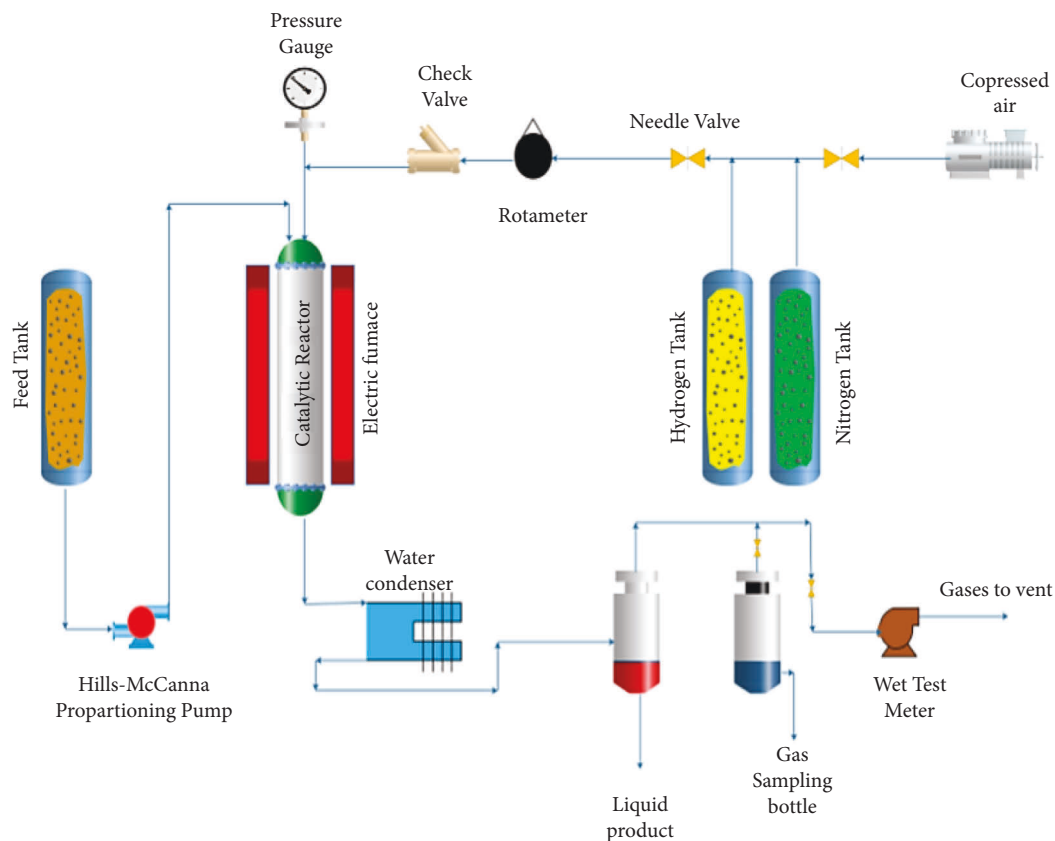 Pressure
Gauge
Check
Valve
Needle Valve
Copressed
air
Rotameter
Feed Tank
Catalytic Reactor
Electric furnace
Hydrogen Tank
Nitrogen Tank
Water
condenser
Gases to vent
Hills-McCanna
Propartioning Pump
Wet Test
Meter
Gas
Sampling
bottle
Liquid
product